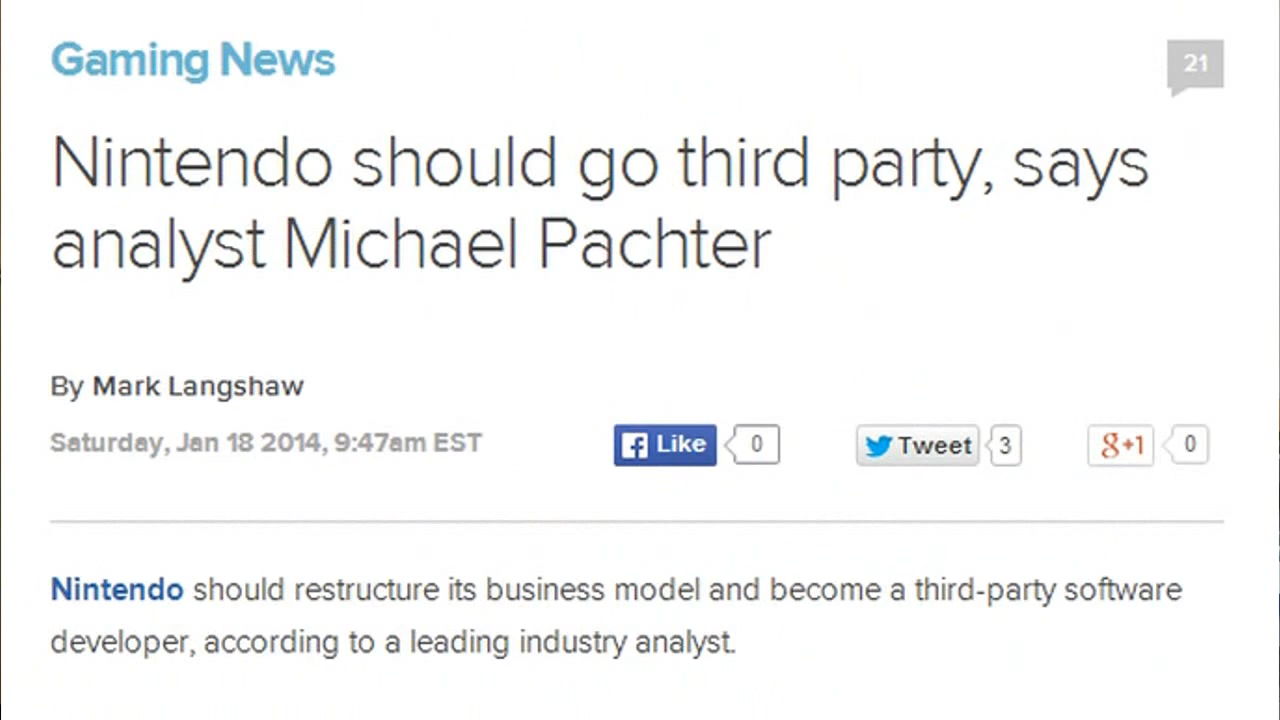 Gaming News
21
Nintendo should go third party, says
analyst Michael Pachter
By Mark Langshaw
Saturday, Jan 18 2014, 9:47am EST
Like 0
Tweet 3
g+1 0
Nintendo should restructure its business model and become a third-party software
developer, according to a leading industry analyst.